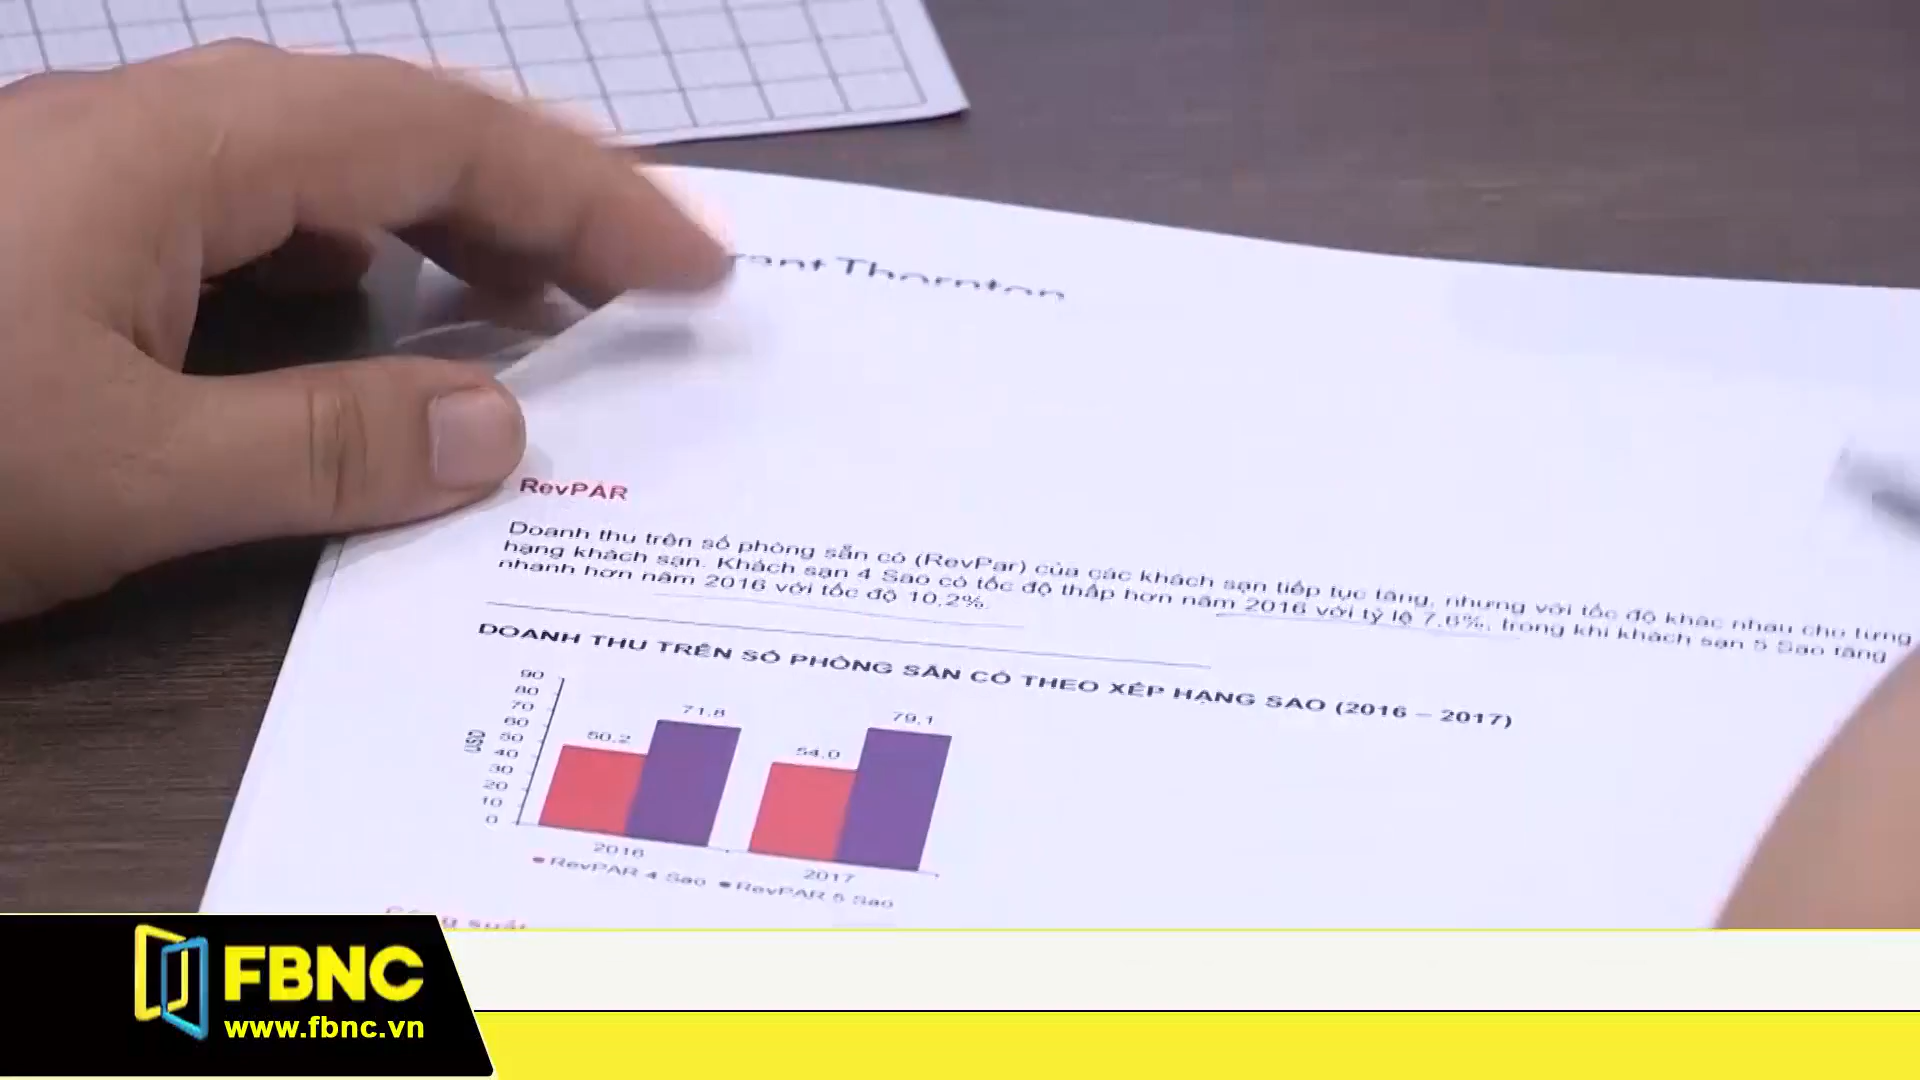 rant Thornton
RevPAR
Doanh thu trên số phòng sẵn có (RevPar) của các khách sạn tiếp tục tăng, nhưng với tốc độ khác nhau cho từng
hạng khách sạn. Khách sạn 4 Sao có tốc độ thấp hơn năm 2016 với tỷ lệ 7,6%, trong khi khách sạn 5 Sao tăng
nhanh hơn năm 2016 với tốc độ 10,2%.
DOANH THU TRÊN SỐ PHÒNG SẴN CÓ THEO XẾP HẠNG SAO (2016 – 2017)
90
80
70
60
50
40
30
20
10
0
USD
50,2
71,8
54,0
79,1
2016
2017
RevPAR 4 Sao RevPAR 5 Sao
FBNC
www.fbnc.vn